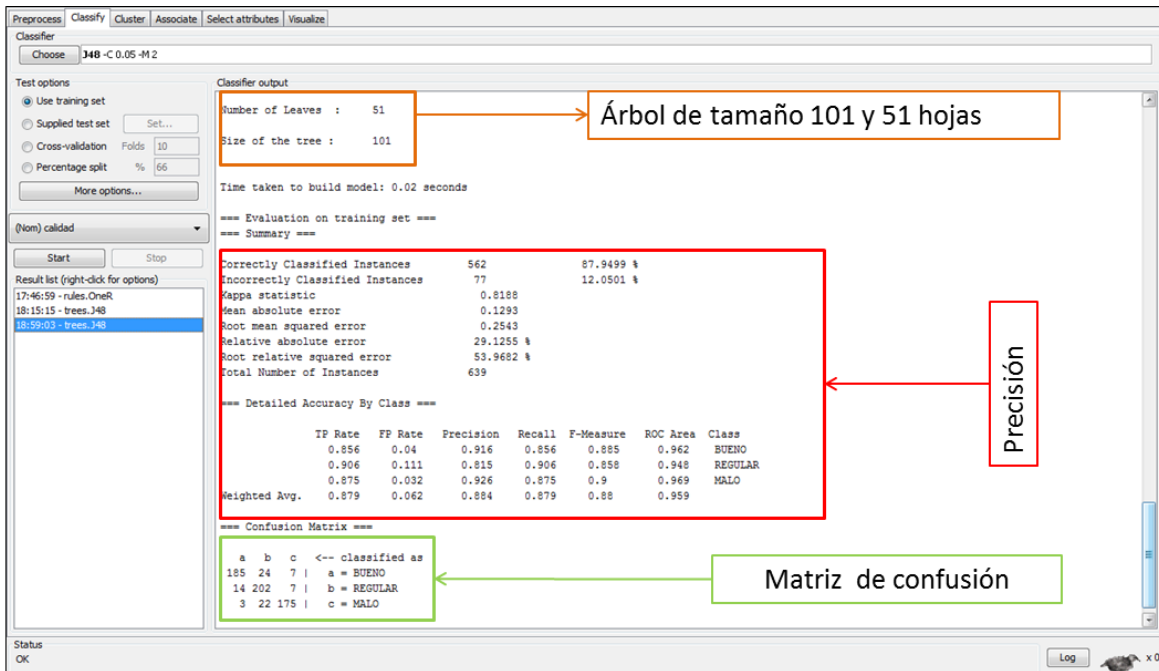 Preprocess Classify Cluster Associate Select attributes Visualize
Classifier
Choose J48 -C 0.05 -M 2
Test options
Use training set
Supplied test set Set...
Cross-validation Folds 10
Percentage split % 66
More options...
(Nom) calidad
Start Stop
Result list (right-click for options)
17:46:59 - rules.OneR
18:15:15 - trees.J48
18:59:03 - trees.J48
Classifier output
Number of Leaves : 51
Size of the tree : 101
Árbol de tamaño 101 y 51 hojas
Time taken to build model: 0.02 seconds
=== Evaluation on training set ===
=== Summary ===
Correctly Classified Instances 562 87.9499 %
Incorrectly Classified Instances 77 12.0501 %
Kappa statistic 0.8188
Mean absolute error 0.1293
Root mean squared error 0.2543
Relative absolute error 29.1255 %
Root relative squared error 53.9682 %
Total Number of Instances 639
=== Detailed Accuracy By Class ===
TP Rate FP Rate Precision Recall F-Measure ROC Area Class
0.856 0.04 0.916 0.856 0.885 0.962 BUENO
0.906 0.111 0.815 0.906 0.858 0.948 REGULAR
0.875 0.032 0.926 0.875 0.9 0.969 MALO
Weighted Avg. 0.879 0.062 0.884 0.879 0.88 0.959
Precisión
=== Confusion Matrix ===
a b c <-- classified as
185 24 7 | a = BUENO
14 202 7 | b = REGULAR
3 22 175 | c = MALO
Matriz de confusión
Status
OK
Log x 0